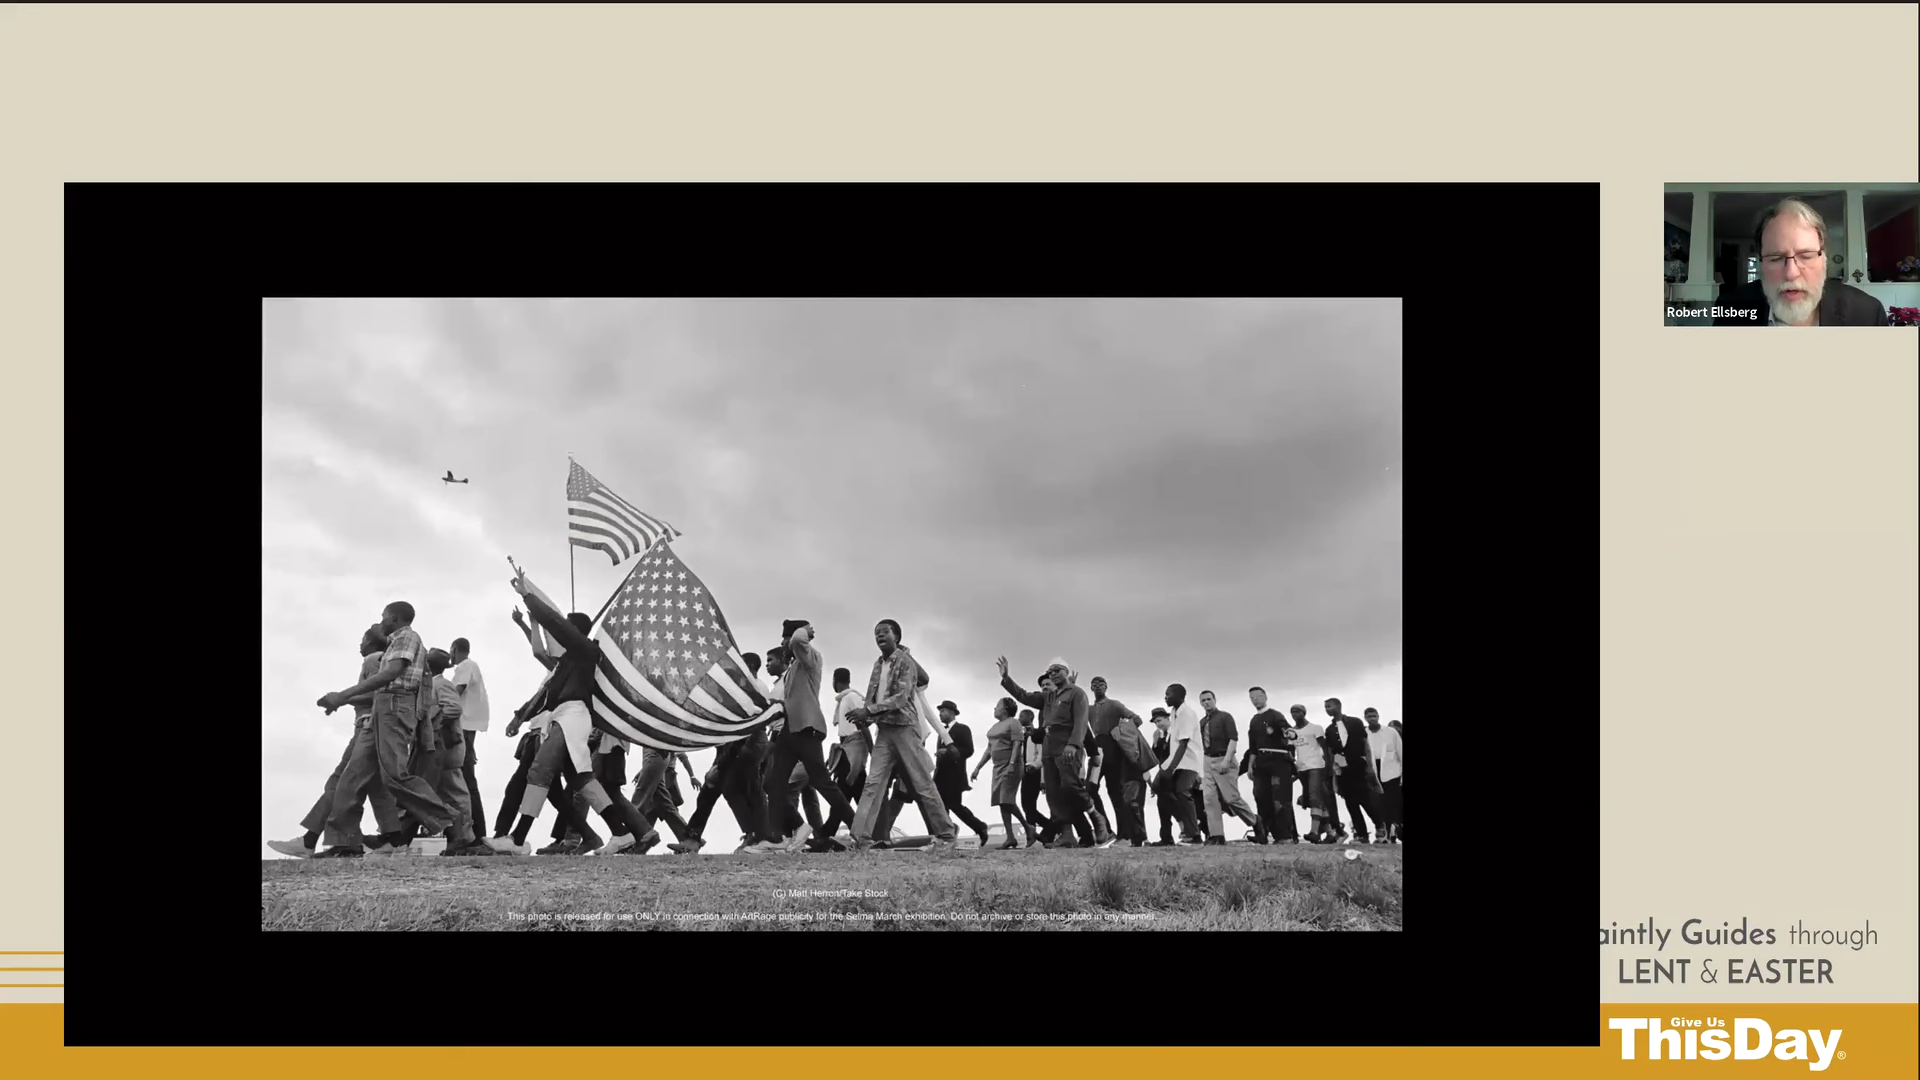 Robert Ellsberg
(C) Matt Herron/Take Stock
This photo is released for use ONLY in connection with ArtRage publicity for the Selma March exhibition. Do not archive or store this photo in any manner.
aintly Guides through
LENT & EASTER
Give Us
ThisDay®